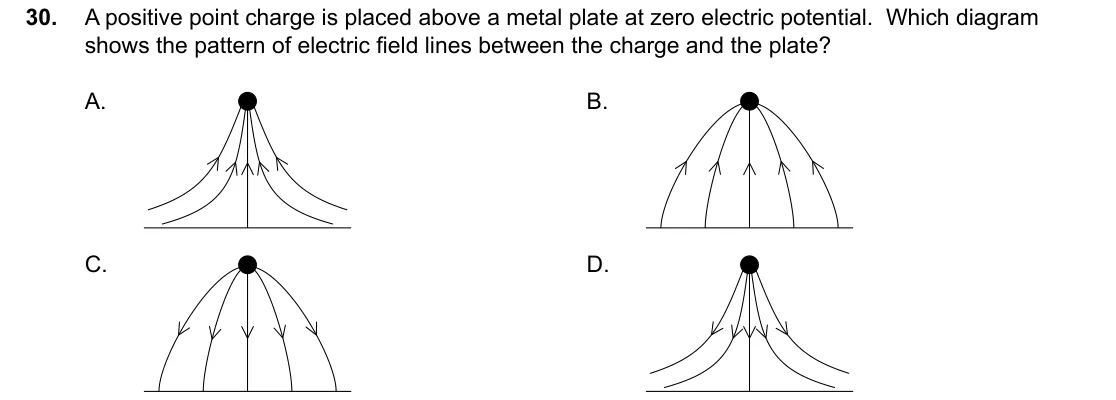 30. A positive point charge is placed above a metal plate at zero electric potential. Which diagram
shows the pattern of electric field lines between the charge and the plate?
A. B.
C. D.